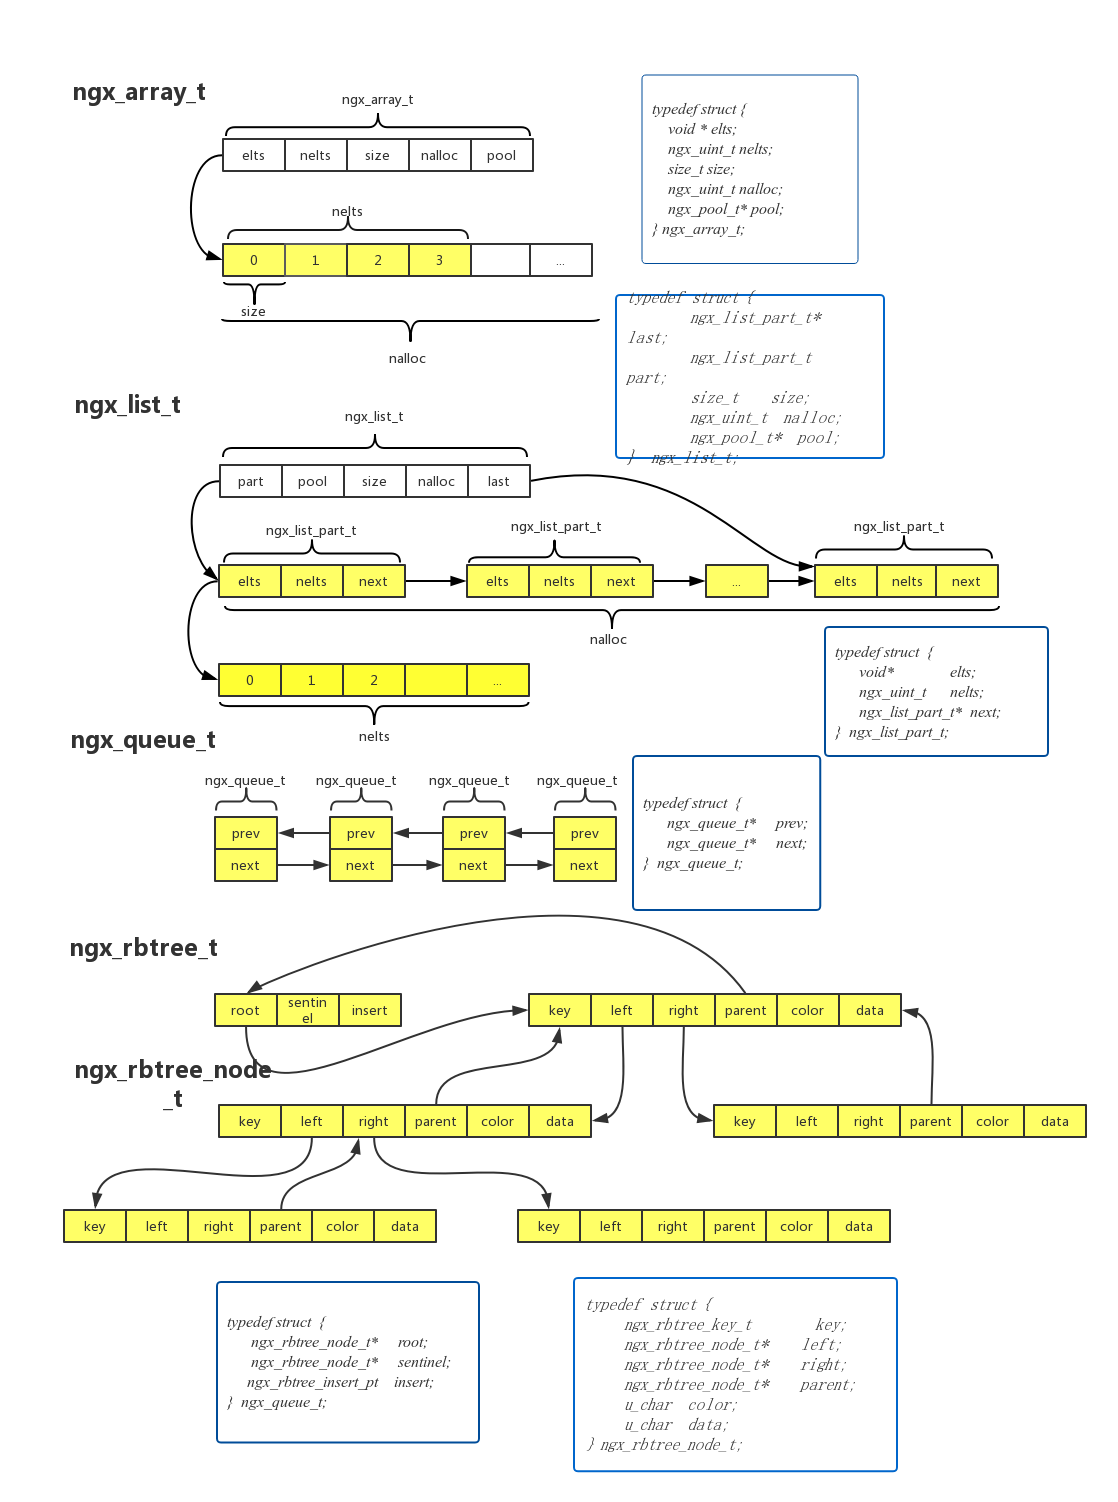 ngx_array_t
ngx_array_t
elts nelts size nalloc pool
nelts
0 1 2 3 ...
size
nalloc
typedef struct {
void * elts;
ngx_uint_t nelts;
size_t size;
ngx_uint_t nalloc;
ngx_pool_t* pool;
} ngx_array_t;
typedef struct {
ngx_list_part_t*
last;
ngx_list_part_t
part;
size_t size;
ngx_uint_t nalloc;
ngx_pool_t* pool;
} ngx_list_t;
ngx_list_t
ngx_list_t
part pool size nalloc last
ngx_list_part_t ngx_list_part_t ngx_list_part_t
elts nelts next elts nelts next ... elts nelts next
nalloc
0 1 2 ...
nelts
typedef struct {
void* elts;
ngx_uint_t nelts;
ngx_list_part_t* next;
} ngx_list_part_t;
ngx_queue_t
ngx_queue_t ngx_queue_t ngx_queue_t ngx_queue_t
prev prev prev prev
next next next next
typedef struct {
ngx_queue_t* prev;
ngx_queue_t* next;
} ngx_queue_t;
ngx_rbtree_t
root sentin
el insert
key left right parent color data
ngx_rbtree_node
_t
key left right parent color data
key left right parent color data
key left right parent color data
key left right parent color data
typedef struct {
ngx_rbtree_node_t* root;
ngx_rbtree_node_t* sentinel;
ngx_rbtree_insert_pt insert;
} ngx_queue_t;
typedef struct {
ngx_rbtree_key_t key;
ngx_rbtree_node_t* left;
ngx_rbtree_node_t* right;
ngx_rbtree_node_t* parent;
u_char color;
u_char data;
} ngx_rbtree_node_t;